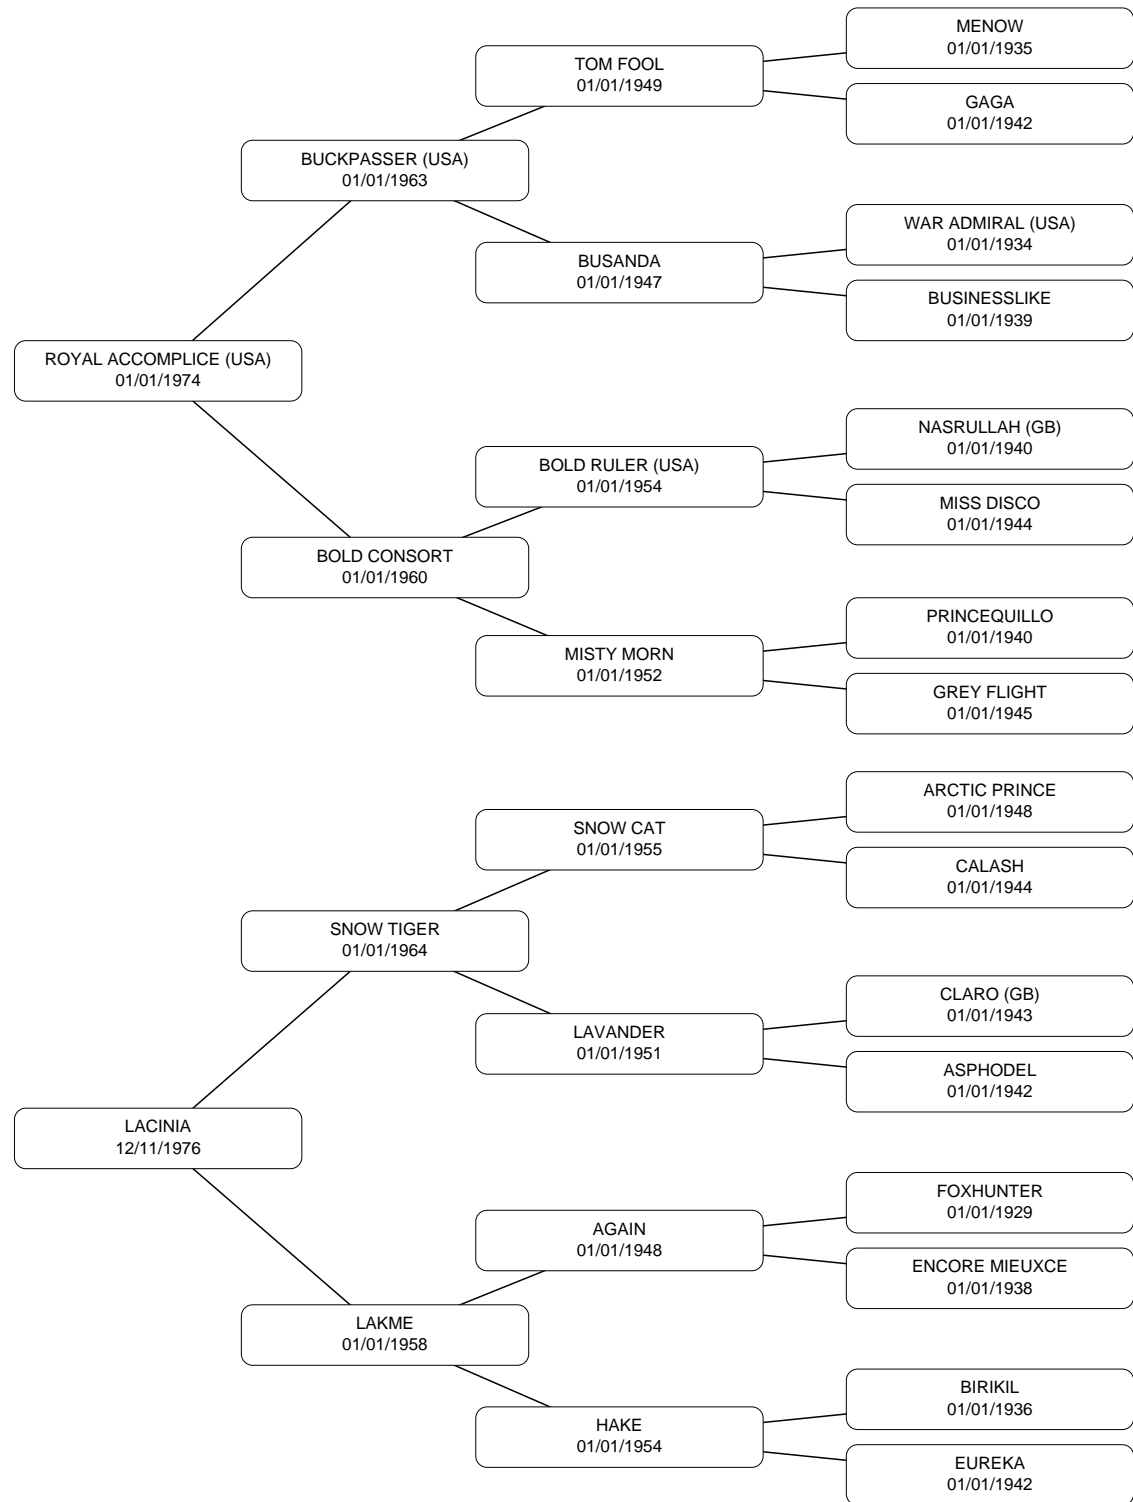 MENOW
01/01/1935
TOM FOOL
01/01/1949
GAGA
01/01/1942
BUCKPASSER (USA)
01/01/1963
WAR ADMIRAL (USA)
01/01/1934
BUSANDA
01/01/1947
BUSINESSLIKE
01/01/1939
ROYAL ACCOMPLICE (USA)
01/01/1974
NASRULLAH (GB)
01/01/1940
BOLD RULER (USA)
01/01/1954
MISS DISCO
01/01/1944
BOLD CONSORT
01/01/1960
PRINCEQUILLO
01/01/1940
MISTY MORN
01/01/1952
GREY FLIGHT
01/01/1945
ARCTIC PRINCE
01/01/1948
SNOW CAT
01/01/1955
CALASH
01/01/1944
SNOW TIGER
01/01/1964
CLARO (GB)
01/01/1943
LAVANDER
01/01/1951
ASPHODEL
01/01/1942
LACINIA
12/11/1976
FOXHUNTER
01/01/1929
AGAIN
01/01/1948
ENCORE MIEUXCE
01/01/1938
LAKME
01/01/1958
BIRIKIL
01/01/1936
HAKE
01/01/1954
EUREKA
01/01/1942